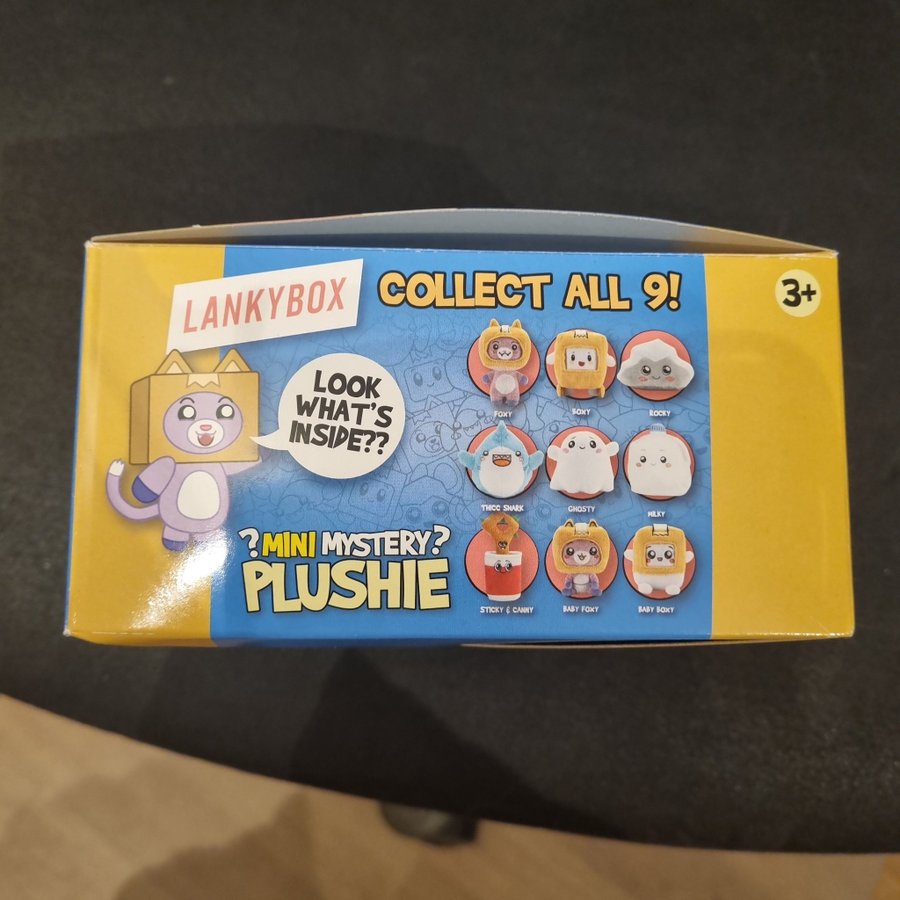 LANKYBOX
COLLECT ALL 9!
3+
LOOK
WHAT'S
INSIDE??
FOXY
BOXY
ROCKY
THICC SHARK
GHOSTY
MILKY
STICKY & CANNY
BABY FOXY
BABY BOXY
?MINI MYSTERY?
PLUSHIE